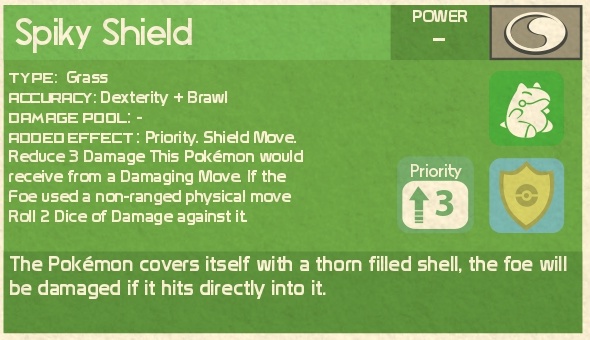 Spiky Shield
POWER
–
TYPE: Grass
ACCURACY: Dexterity + Brawl
DAMAGE POOL: -
ADDED EFFECT: Priority. Shield Move.
Reduce 3 Damage This Pokémon would
receive from a Damaging Move. If the
Foe used a non-ranged physical move
Roll 2 Dice of Damage against it.
Priority
3
The Pokémon covers itself with a thorn filled shell, the foe will
be damaged if it hits directly into it.